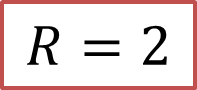 R = 2